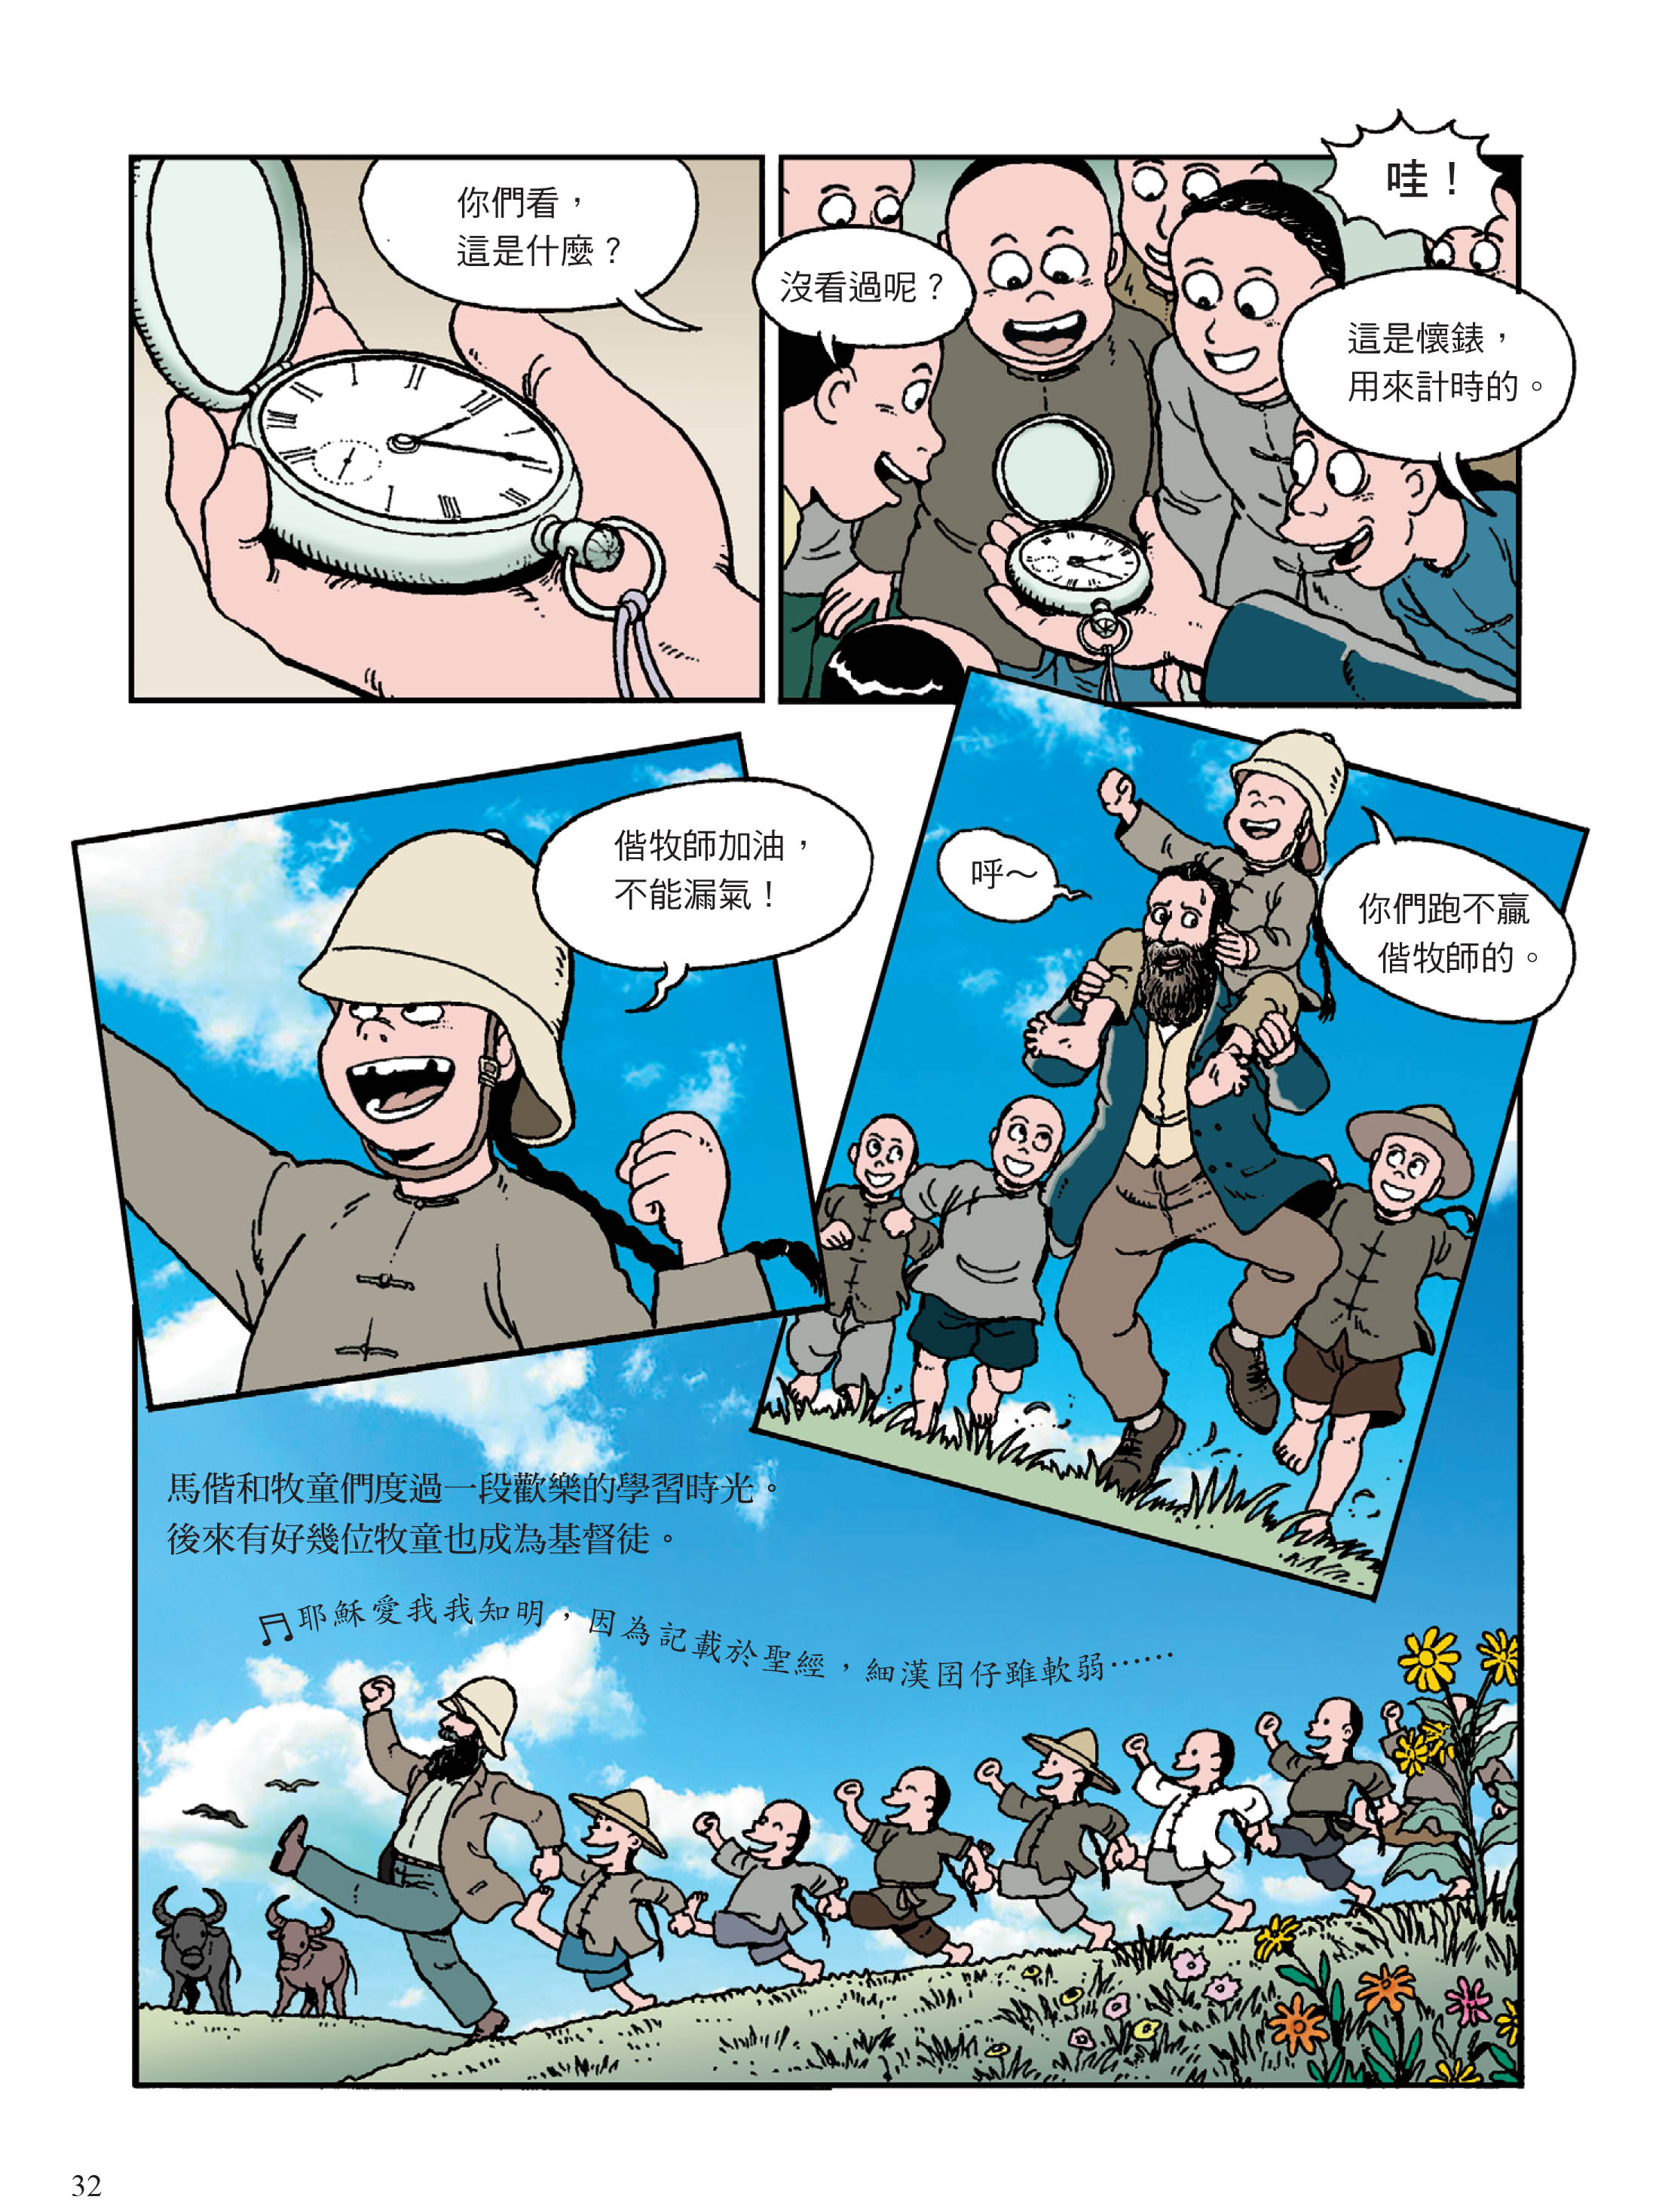 你們看，
這是什麼？
哇！
沒看過呢？
這是懷錶，
用來計時的。
偕牧師加油，
不能漏氣！
呼～
你們跑不贏
偕牧師的。
馬偕和牧童們度過一段歡樂的學習時光。
後來有好幾位牧童也成為基督徒。
♫耶穌愛我我知明，因為記載於聖經，細漢囝仔雖軟弱……
32